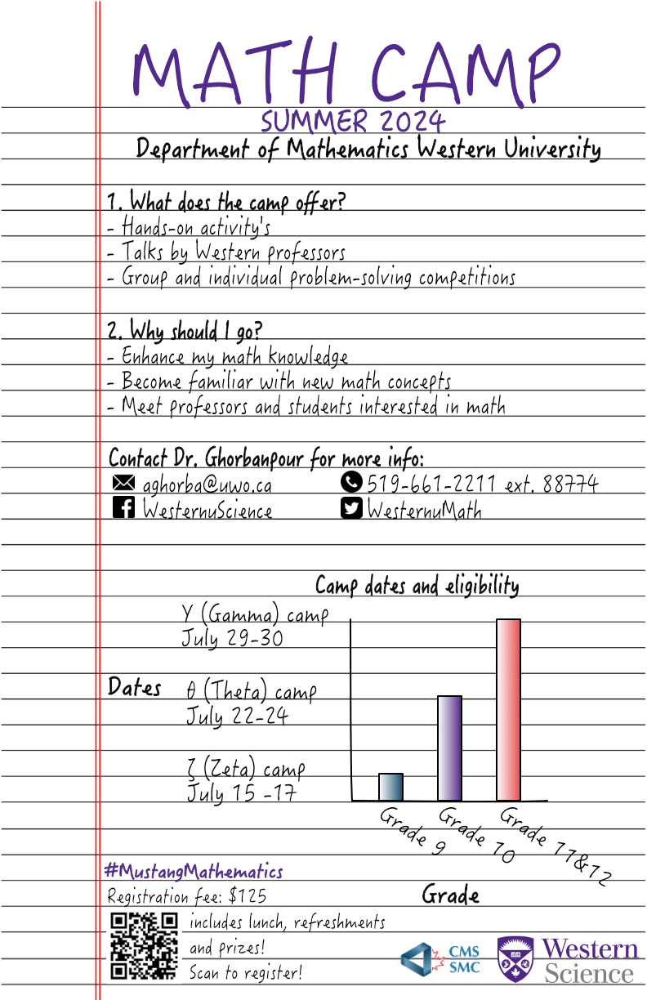 MATH CAMP
SUMMER 2024
Department of Mathematics Western University
1. What does the camp offer?
- Hands-on activity's
- Talks by Western professors
- Group and individual problem-solving competitions
2. Why should I go?
- Enhance my math knowledge
- Become familiar with new math concepts
- Meet professors and students interested in math
Contact Dr. Ghorbanpour for more info:
aghorba@uwo.ca
519-661-2211 ext. 88774
WesternuScience
WesternuMath
Camp dates and eligibility
Dates
γ (Gamma) camp
July 29-30
θ (Theta) camp
July 22-24
ζ (Zeta) camp
July 15 -17
Grade 9
Grade 10
Grade 11&12
Grade
#MustangMathematics
Registration fee: $125
includes lunch, refreshments
and prizes!
Scan to register!
CMS
SMC
Western
Science